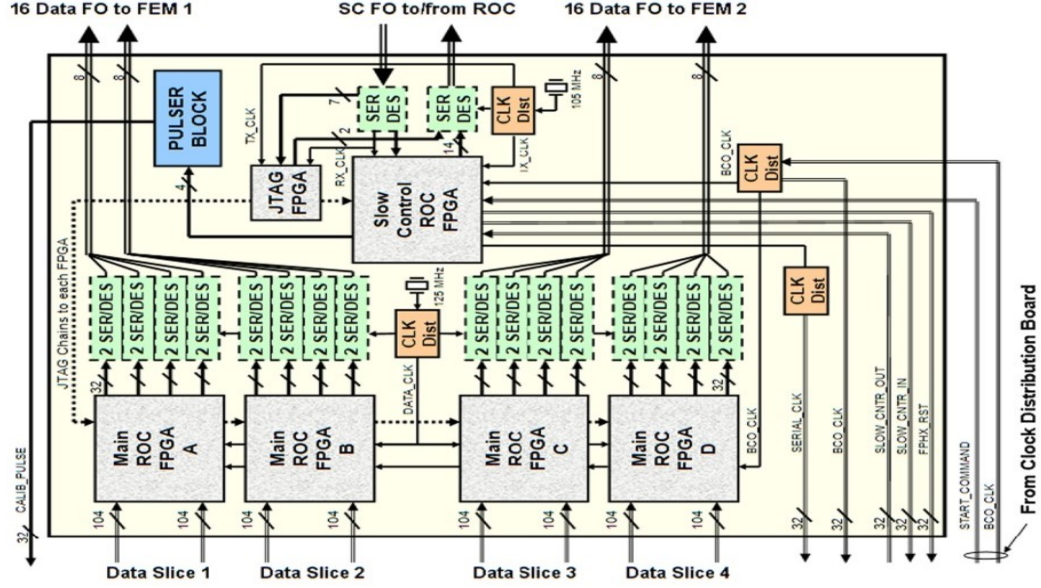 16 Data FO to FEM 1
SC FO to/from ROC
16 Data FO to FEM 2
8
8
8
8
PULSER
BLOCK
4
TX_CLK
7
2
SER
DES
SER
DES
CLK
Dist
105 MHz
RX_CLK
14
TX_CLK
JTAG
FPGA
Slow
Control
ROC
FPGA
BCO_CLK
CLK
Dist
JTAG Chains to each FPGA
2 SER/DES
2 SER/DES
2 SER/DES
2 SER/DES
2 SER/DES
2 SER/DES
2 SER/DES
2 SER/DES
125 MHz
CLK
Dist
2 SER/DES
2 SER/DES
2 SER/DES
2 SER/DES
2 SER/DES
2 SER/DES
2 SER/DES
2 SER/DES
CLK
Dist
32
32
DATA_CLK
BCO_CLK
Main
ROC
FPGA
A
Main
ROC
FPGA
B
Main
ROC
FPGA
C
Main
ROC
FPGA
D
SERIAL_CLK
BCO_CLK
SLOW_CNTR_OUT
SLOW_CNTR_IN
FPHX_RST
START_COMMAND
BCO_CLK
From Clock Distribution Board
CALIB_PULSE
32
104
104
104
104
104
104
104
104
32
32
32
32
32
Data Slice 1
Data Slice 2
Data Slice 3
Data Slice 4